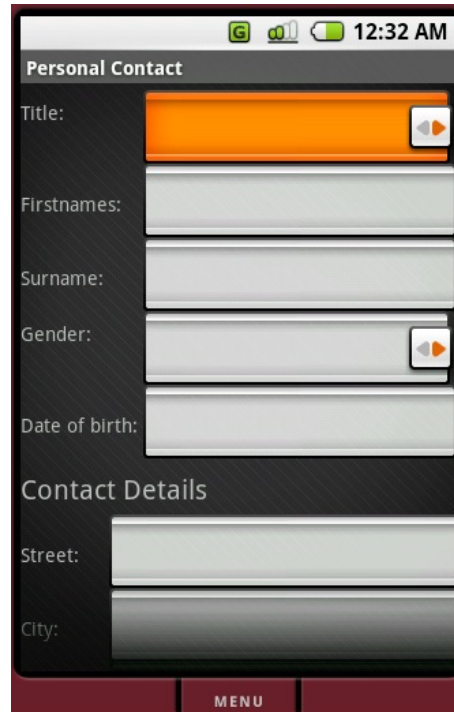 G 12:32 AM
Personal Contact
Title:
Firstnames:
Surname:
Gender:
Date of birth:
Contact Details
Street:
City:
MENU